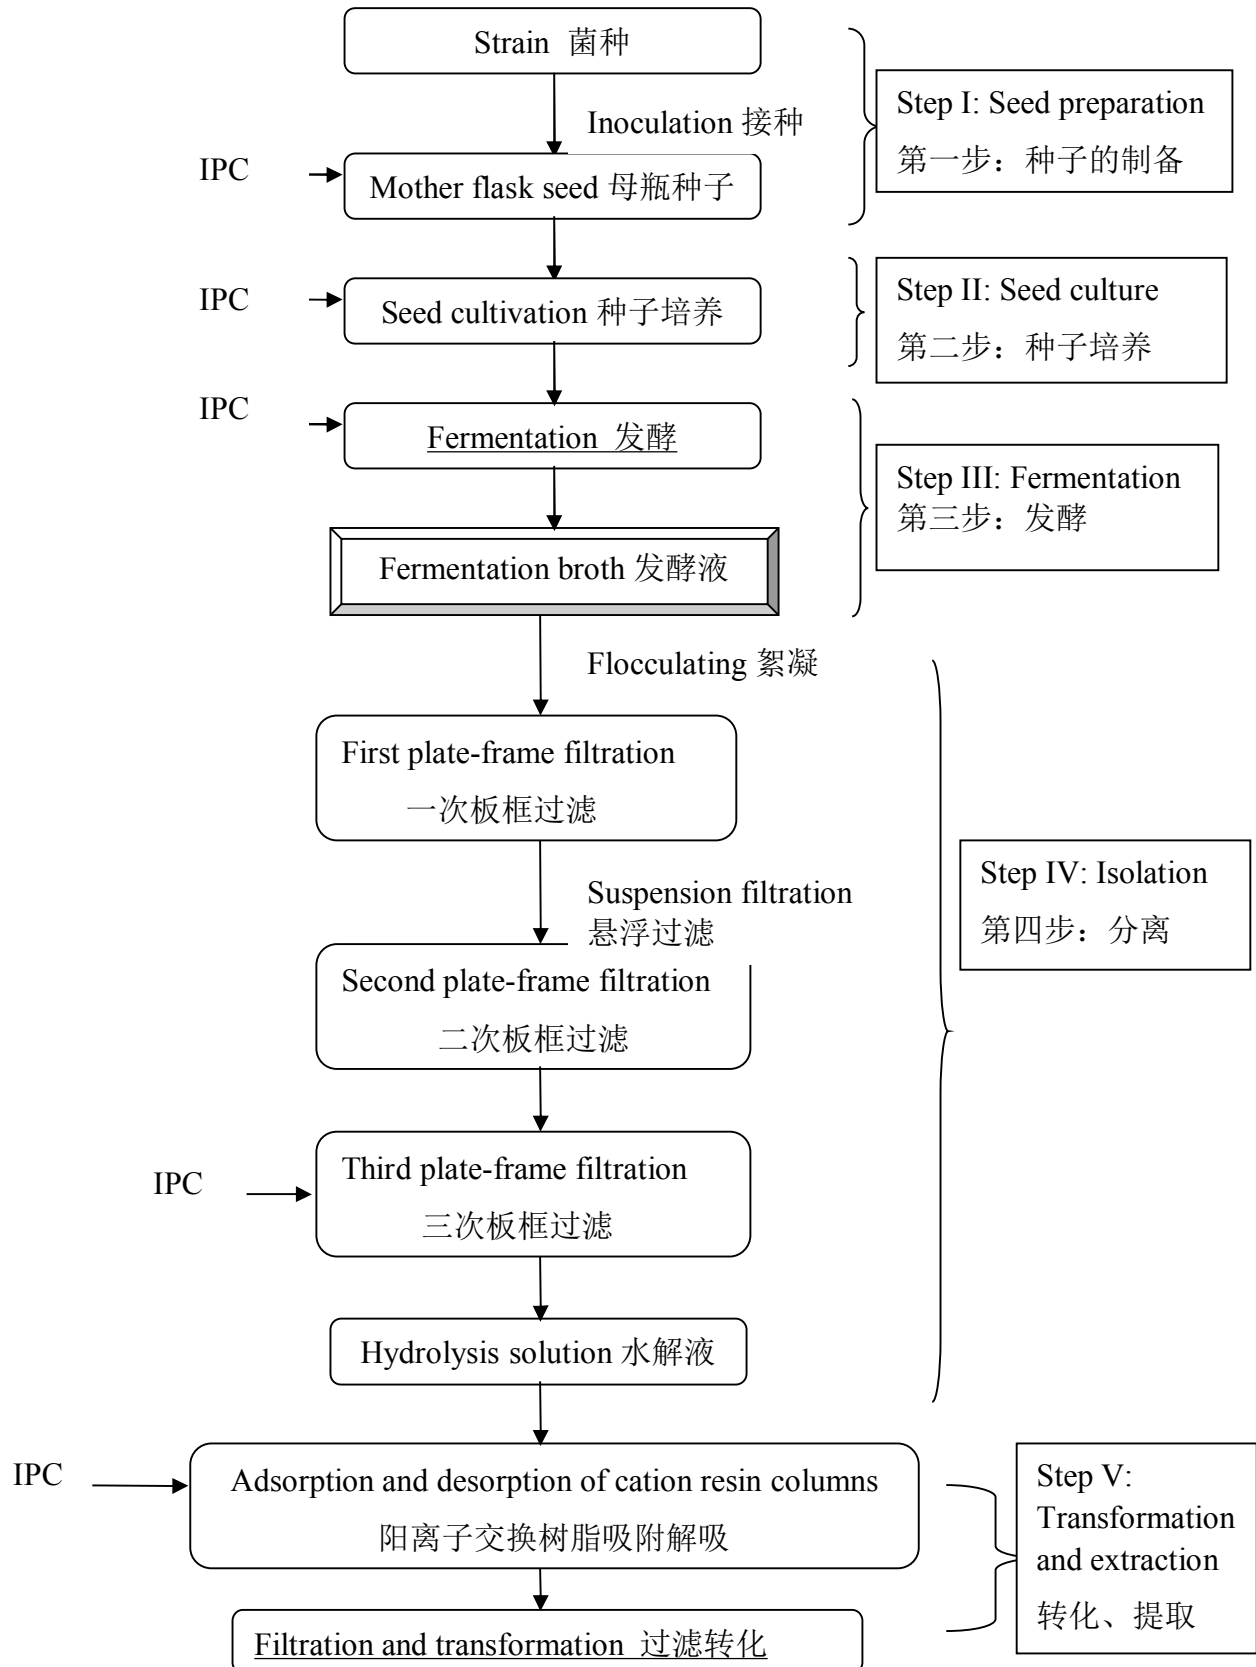 Strain 菌种
Inoculation 接种
Step I: Seed preparation
第一步：种子的制备
IPC
Mother flask seed 母瓶种子
IPC
Seed cultivation 种子培养
Step II: Seed culture
第二步：种子培养
IPC
Fermentation 发酵
Step III: Fermentation
第三步：发酵
Fermentation broth 发酵液
Flocculating 絮凝
First plate-frame filtration
一次板框过滤
Suspension filtration
悬浮过滤
Step IV: Isolation
第四步：分离
Second plate-frame filtration
二次板框过滤
IPC
Third plate-frame filtration
三次板框过滤
Hydrolysis solution 水解液
IPC
Adsorption and desorption of cation resin columns
阳离子交换树脂吸附解吸
Step V:
Transformation
and extraction
转化、提取
Filtration and transformation 过滤转化